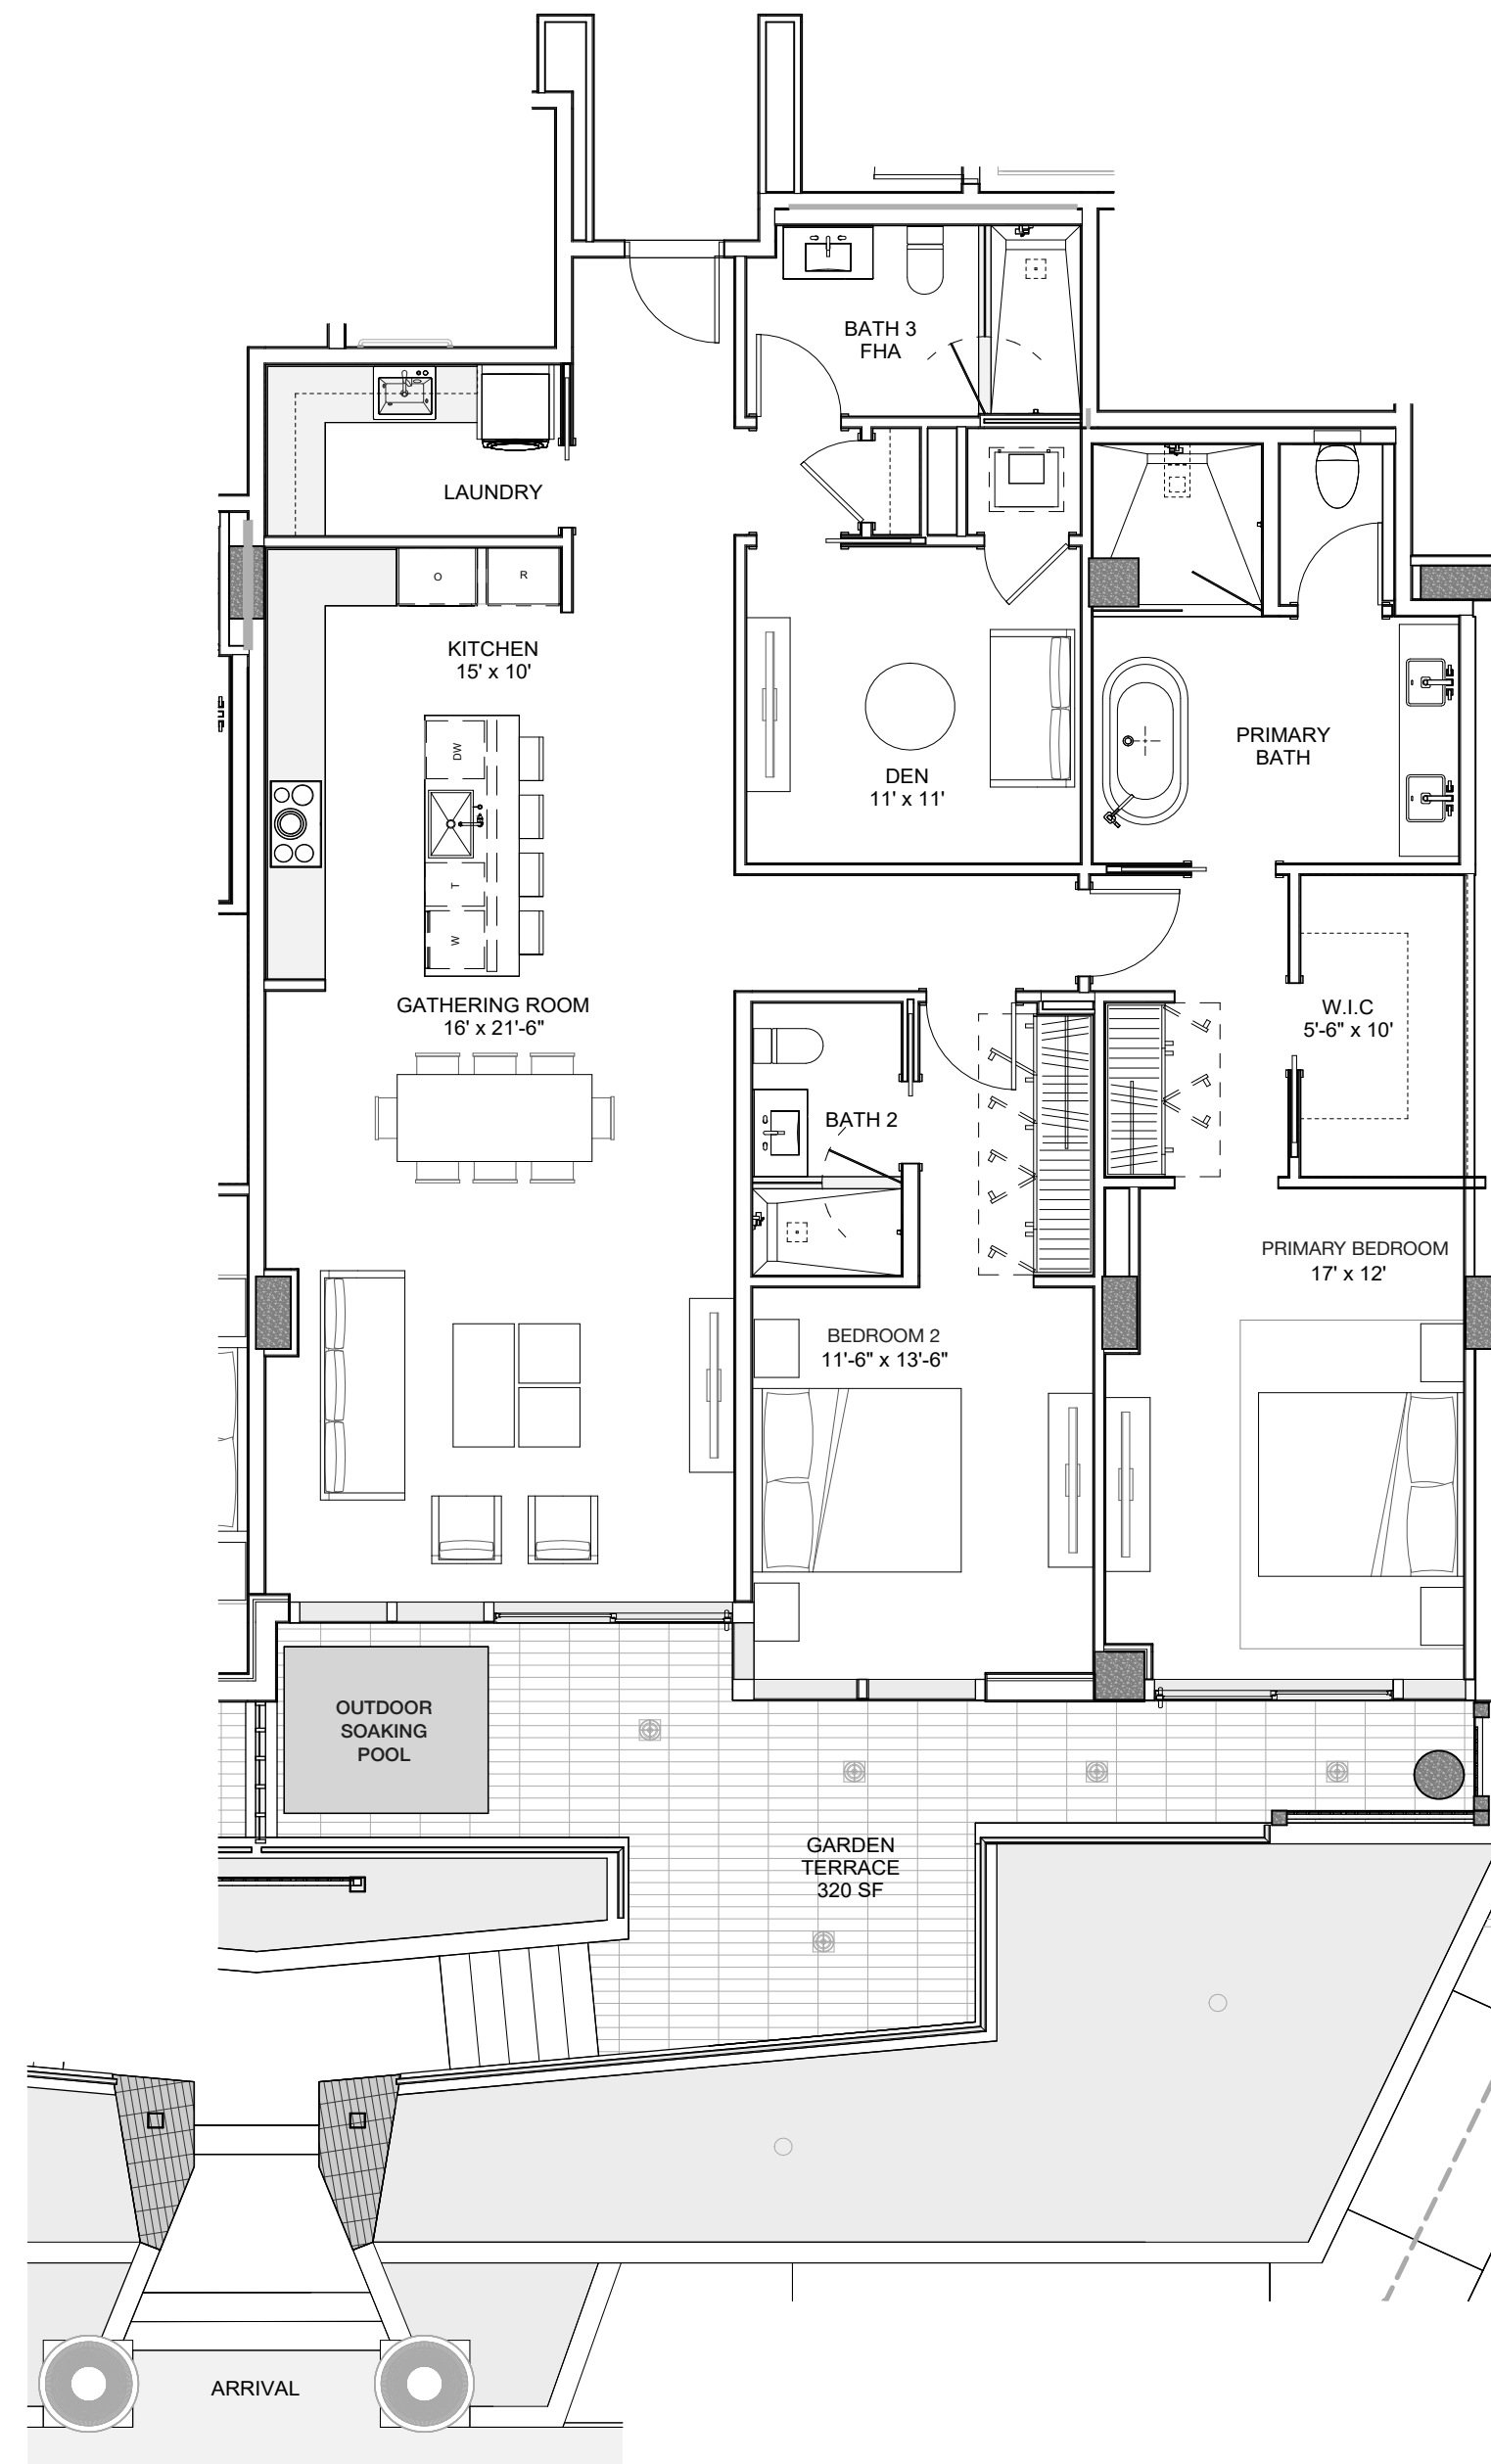 BATH 3
FHA
LAUNDRY
O
R
KITCHEN
15' x 10'
DW
T
W
DEN
11' x 11'
PRIMARY
BATH
GATHERING ROOM
16' x 21'-6"
W.I.C
5'-6" x 10'
BATH 2
PRIMARY BEDROOM
17' x 12'
BEDROOM 2
11'-6" x 13'-6"
OUTDOOR
SOAKING
POOL
GARDEN
TERRACE
320 SF
ARRIVAL